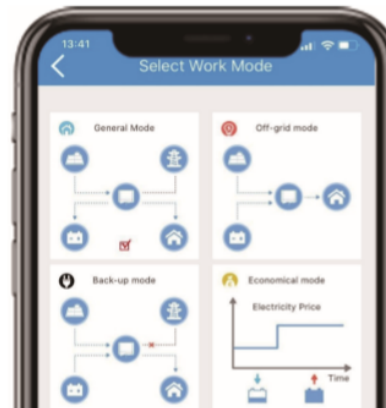 13:41
Select Work Mode
General Mode
Off-grid mode
Back-up mode
Economical mode
Electricity Price
Time